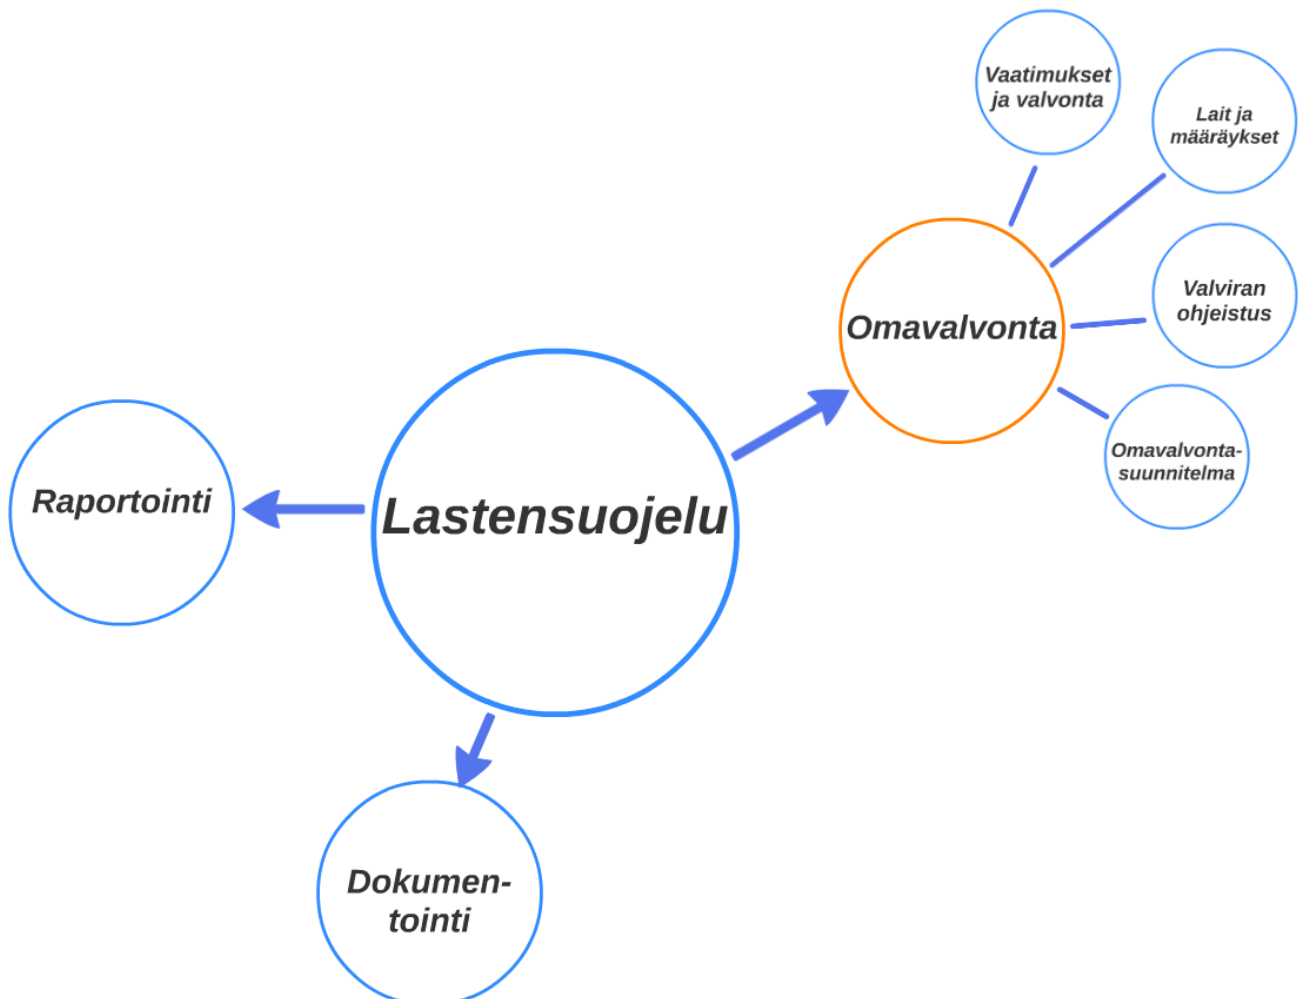 Vaatimukset
ja valvonta
Lait ja
määräykset
Valviran
ohjeistus
Omavalvonta
Omavalvonta-
suunnitelma
Raportointi
Lastensuojelu
Dokumen-
tointi